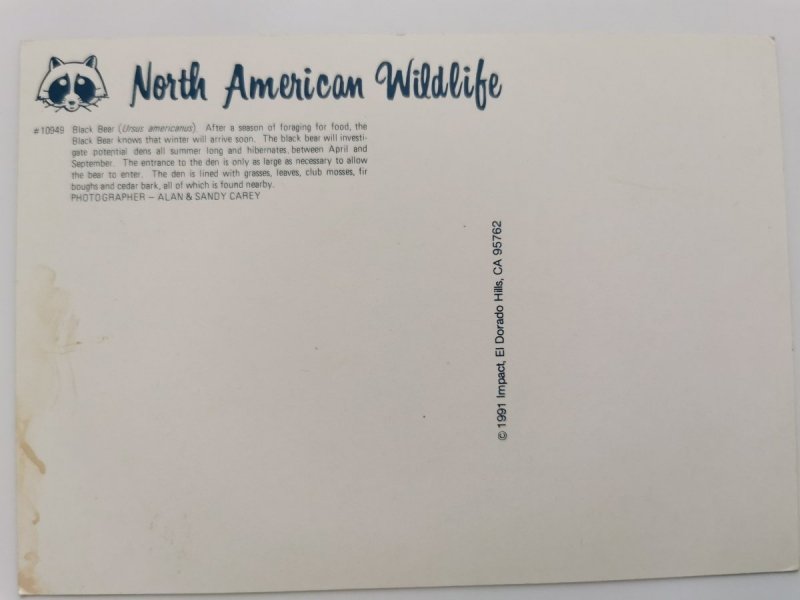 North American Wildlife
#10949 Black Bear (Ursus americanus). After a season of foraging for food, the
Black Bear knows that winter will arrive soon. The black bear will investi-
gate potential dens all summer long and hibernates, between April and
September. The entrance to the den is only as large as necessary to allow
the bear to enter. The den is lined with grasses, leaves, club mosses, fir
boughs and cedar bark, all of which is found nearby.
PHOTOGRAPHER – ALAN & SANDY CAREY
© 1991 Impact, El Dorado Hills, CA 95762